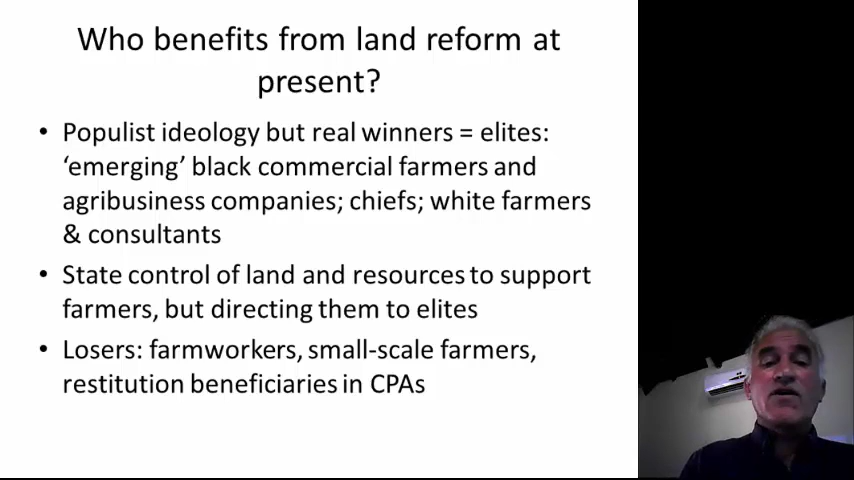 Who benefits from land reform at
present?
• Populist ideology but real winners = elites:
‘emerging’ black commercial farmers and
agribusiness companies; chiefs; white farmers
& consultants
• State control of land and resources to support
farmers, but directing them to elites
• Losers: farmworkers, small-scale farmers,
restitution beneficiaries in CPAs